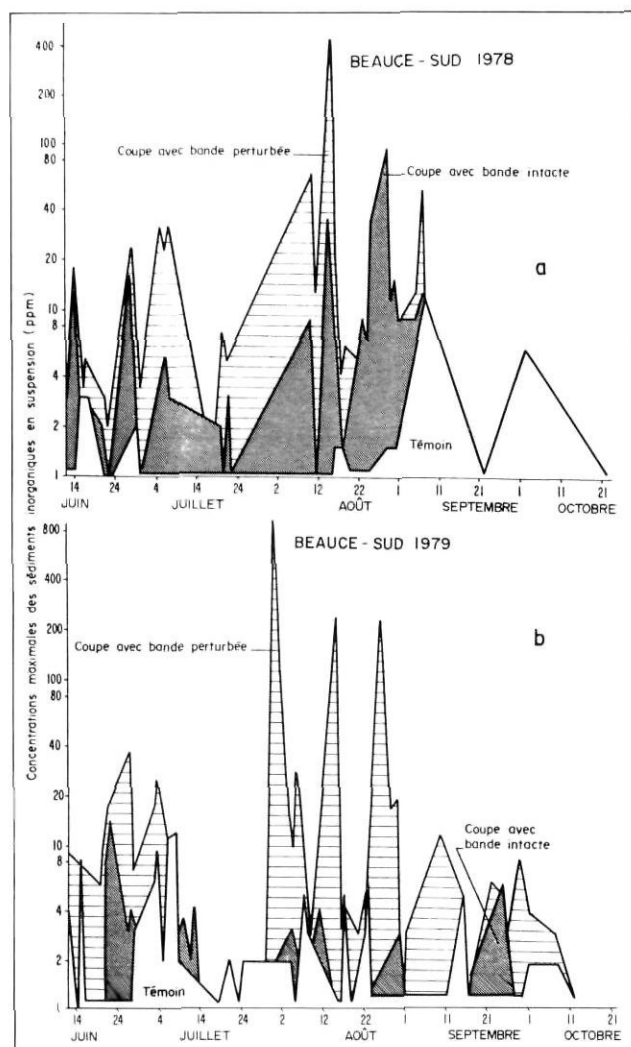 Concentrations maximales des sédiments inorganiques en suspension (ppm)
BEAUCE - SUD 1978
Coupe avec bande perturbée
Coupe avec bande intacte
a
Témoin
400
200
100
80
40
20
10
8
4
2
1
14 24 4 14 24 2 12 22 1 11 21 1 11 21
JUIN JUILLET AOÛT SEPTEMBRE OCTOBRE
BEAUCE - SUD 1979
Coupe avec bande perturbée
b
Coupe avec
bande intacte
Témoin
800
400
200
100
80
40
20
10
8
4
2
1
14 24 4 14 24 2 12 22 1 11 21 1 11 21
JUIN JUILLET AOÛT SEPTEMBRE OCTOBRE